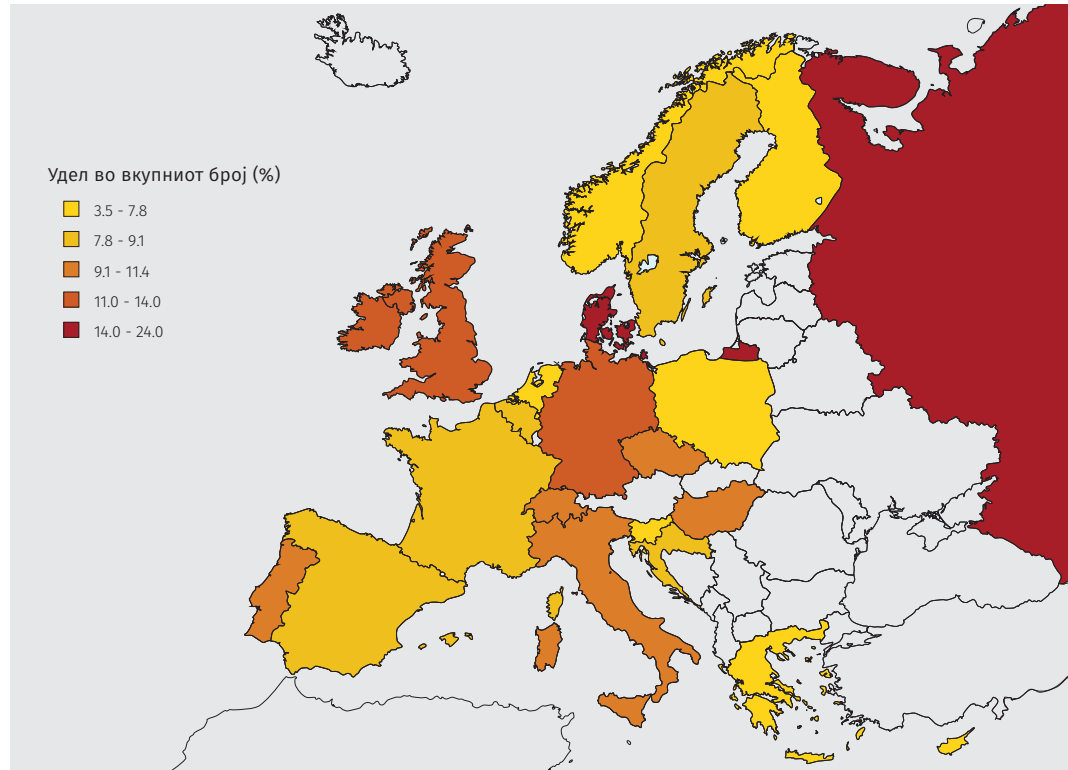 Удел во вкупниот број (%)
3.5 - 7.8
7.8 - 9.1
9.1 - 11.4
11.0 - 14.0
14.0 - 24.0